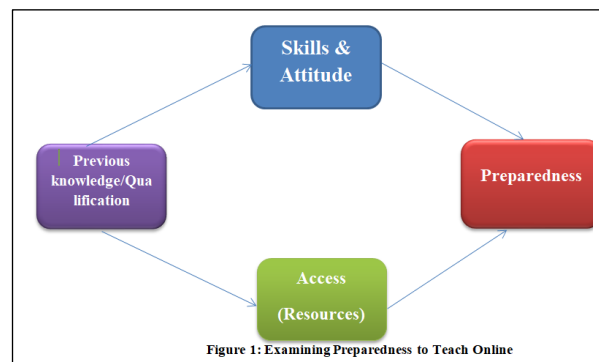 Skills &
Attitude
Previous
knowledge/Qua
lification
Preparedness
Access
(Resources)
Figure 1: Examining Preparedness to Teach Online